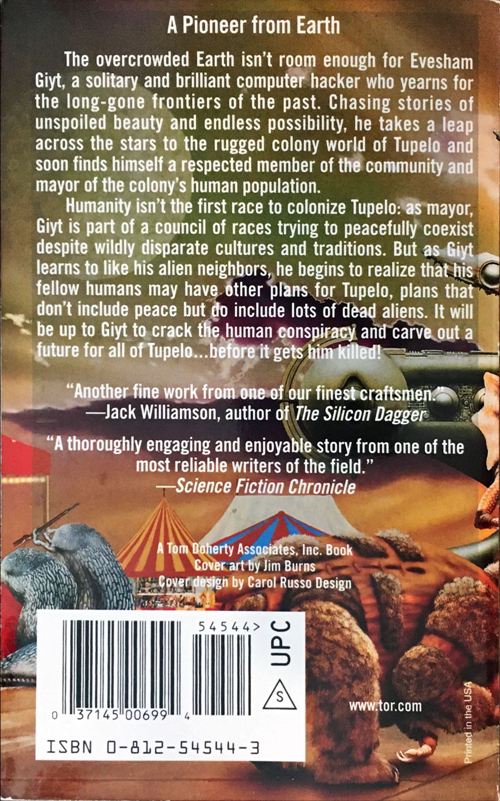 A Pioneer from Earth
The overcrowded Earth isn't room enough for Evesham
Giyt, a solitary and brilliant computer hacker who yearns for
the long-gone frontiers of the past. Chasing stories of
unspoiled beauty and endless possibility, he takes a leap
across the stars to the rugged colony world of Tupelo and
soon finds himself a respected member of the community and
mayor of the colony's human population.
Humanity isn't the first race to colonize Tupelo: as mayor,
Giyt is part of a council of races trying to peacefully coexist
despite wildly disparate cultures and traditions. But as Giyt
learns to like his alien neighbors, he begins to realize that his
fellow humans may have other plans for Tupelo, plans that
don't include peace but do include lots of dead aliens. It will
be up to Giyt to crack the human conspiracy and carve out a
future for all of Tupelo...before it gets him killed!
"Another fine work from one of our finest craftsmen."
—Jack Williamson, author of The Silicon Dagger
"A thoroughly engaging and enjoyable story from one of the
most reliable writers of the field."
—Science Fiction Chronicle
A Tom Doherty Associates, Inc. Book
Cover art by Jim Burns
Cover design by Carol Russo Design
54544>
UPC
S
0 37145 00699 4
ISBN 0-812-54544-3
www.tor.com
Printed in the USA